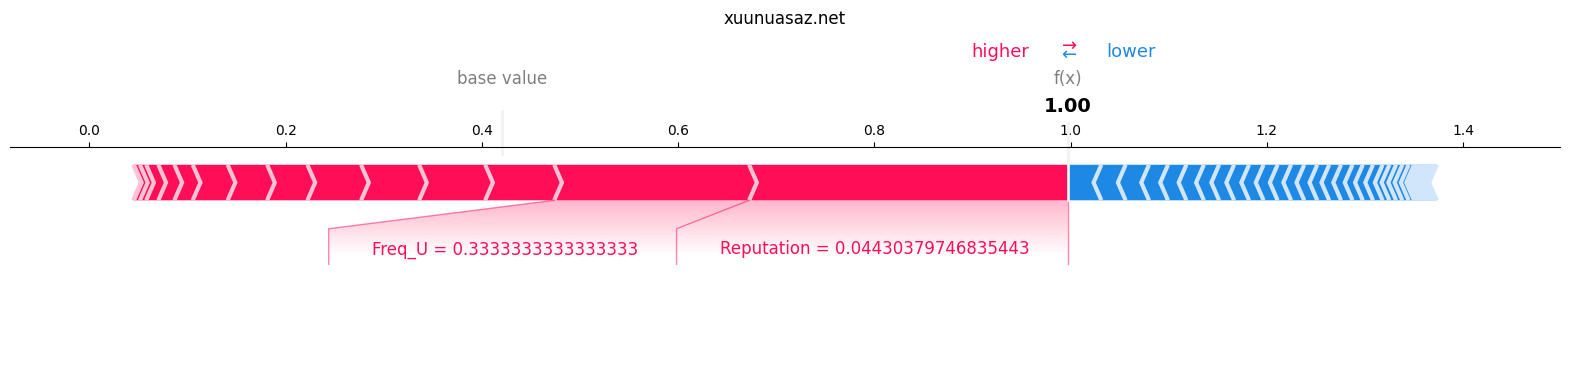 xuunuasaz.net
higher ⇄ lower
base value f(x)
1.00
0.0 0.2 0.4 0.6 0.8 1.0 1.2 1.4
Freq_U = 0.3333333333333333 Reputation = 0.04430379746835443